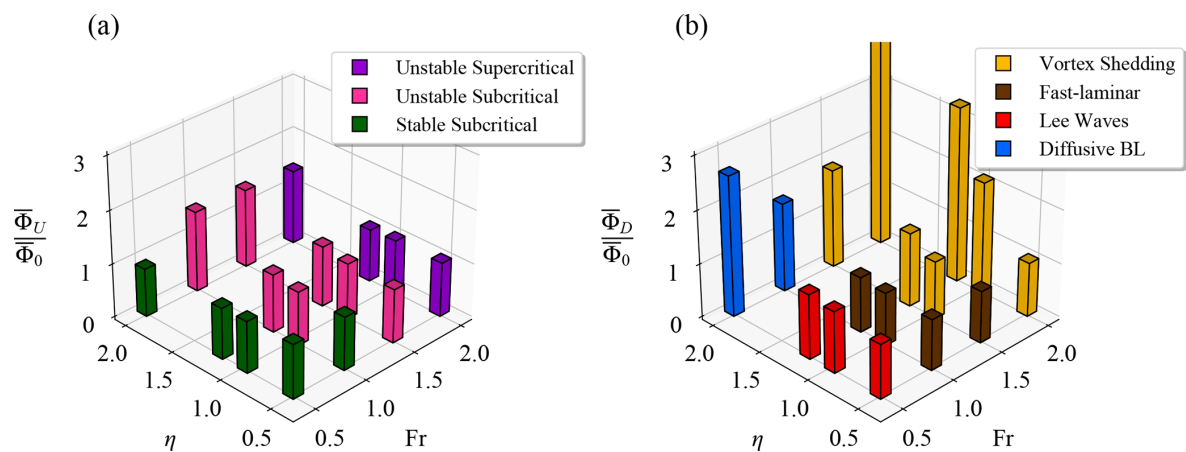 (a)
Unstable Supercritical
Unstable Subcritical
Stable Subcritical
3
2
1
0
Φ̅_U
Φ̅_0
2.0
1.5
1.0
0.5
η
0.5
1.0
1.5
2.0
Fr
(b)
Vortex Shedding
Fast-laminar
Lee Waves
Diffusive BL
3
2
1
0
Φ̅_D
Φ̅_0
2.0
1.5
1.0
0.5
η
0.5
1.0
1.5
2.0
Fr